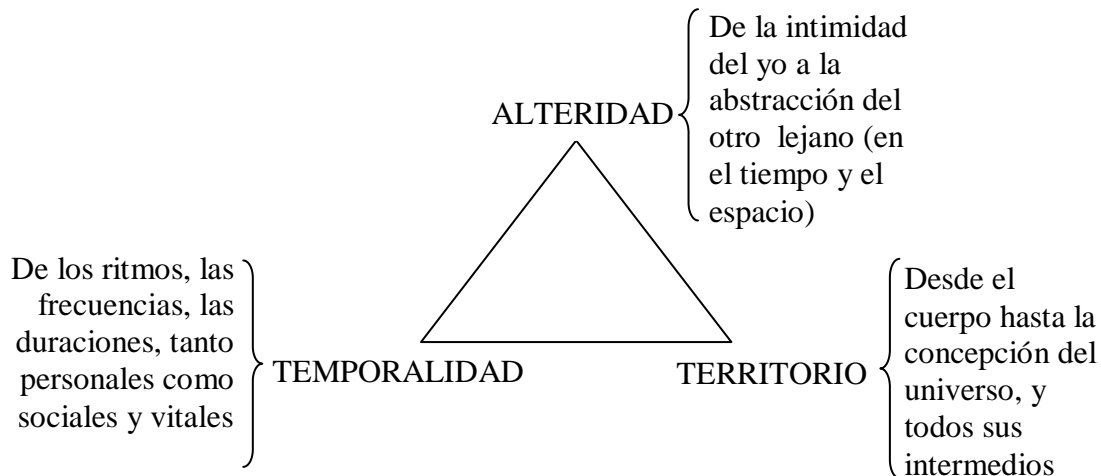 De la intimidad
del yo a la
abstracción del
otro lejano (en
el tiempo y el
espacio)
ALTERIDAD
De los ritmos, las
frecuencias, las
duraciones, tanto
personales como
sociales y vitales
TEMPORALIDAD
TERRITORIO
Desde el
cuerpo hasta la
concepción del
universo, y
todos sus
intermedios